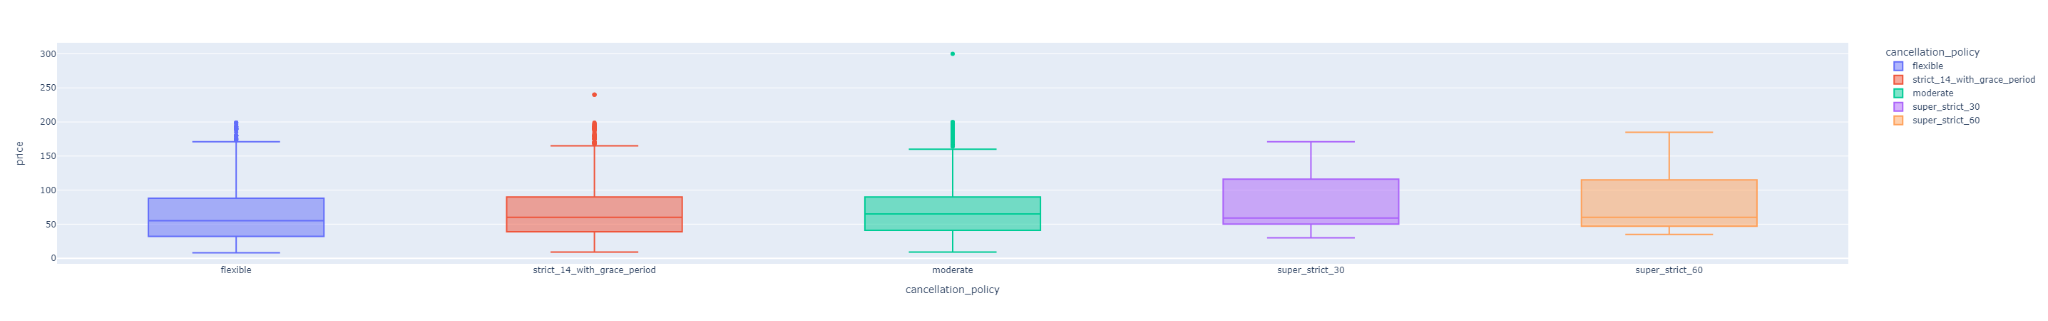 cancellation_policy
flexible
strict_14_with_grace_period
moderate
super_strict_30
super_strict_60
300
250
200
150
100
50
0
price
flexible
strict_14_with_grace_period
moderate
super_strict_30
super_strict_60
cancellation_policy